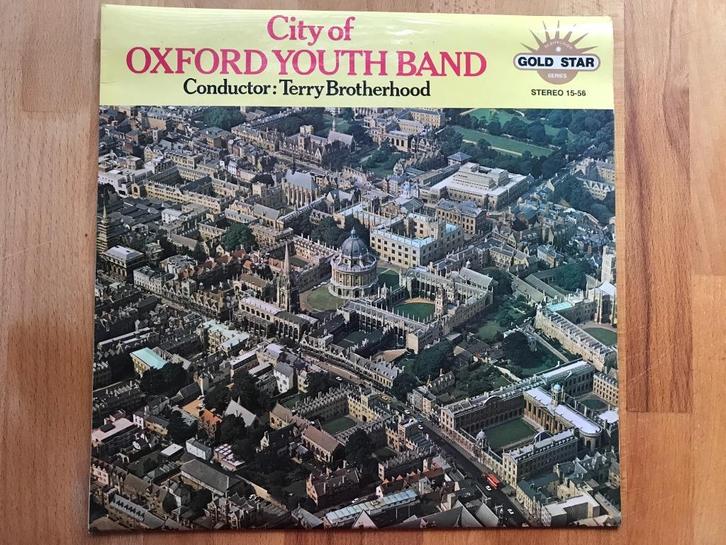 City of
OXFORD YOUTH BAND
Conductor: Terry Brotherhood
GOLD STAR
SERIES
STEREO 15-56